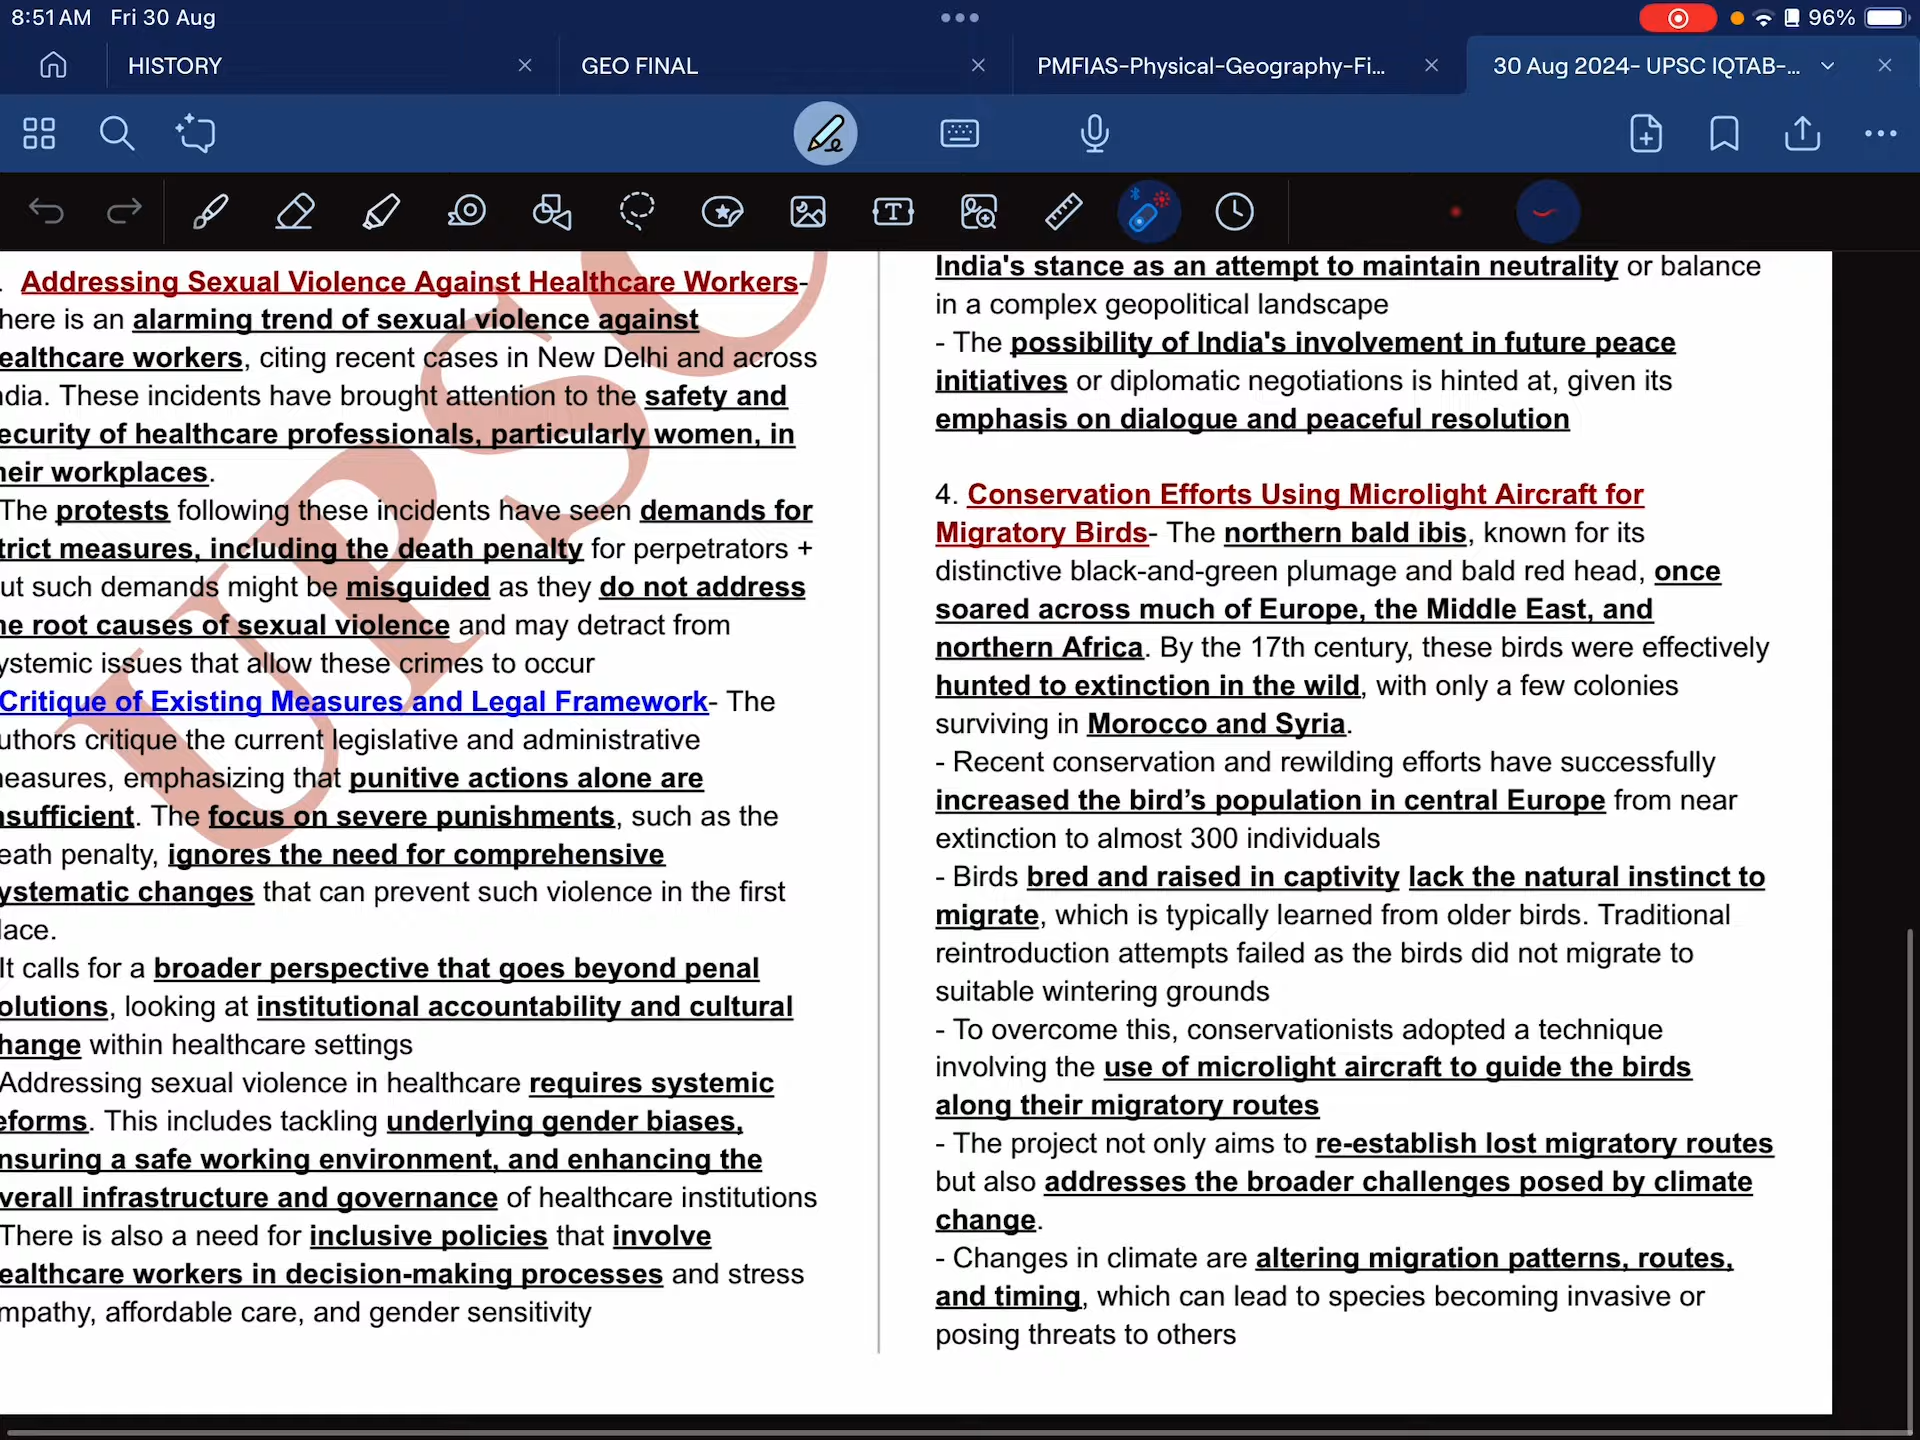 8:51 AM Fri 30 Aug
96%
HISTORY
GEO FINAL
PMFIAS-Physical-Geography-Fi...
30 Aug 2024- UPSC IQTAB-...
Addressing Sexual Violence Against Healthcare Workers-
here is an alarming trend of sexual violence against
ealthcare workers, citing recent cases in New Delhi and across
ndia. These incidents have brought attention to the safety and
ecurity of healthcare professionals, particularly women, in
heir workplaces.
The protests following these incidents have seen demands for
trict measures, including the death penalty for perpetrators +
ut such demands might be misguided as they do not address
he root causes of sexual violence and may detract from
ystemic issues that allow these crimes to occur
Critique of Existing Measures and Legal Framework- The
uthors critique the current legislative and administrative
neasures, emphasizing that punitive actions alone are
nsufficient. The focus on severe punishments, such as the
eath penalty, ignores the need for comprehensive
ystematic changes that can prevent such violence in the first
lace.
It calls for a broader perspective that goes beyond penal
olutions, looking at institutional accountability and cultural
hange within healthcare settings
Addressing sexual violence in healthcare requires systemic
eforms. This includes tackling underlying gender biases,
nsuring a safe working environment, and enhancing the
verall infrastructure and governance of healthcare institutions
There is also a need for inclusive policies that involve
ealthcare workers in decision-making processes and stress
mpathy, affordable care, and gender sensitivity
UPSC
India's stance as an attempt to maintain neutrality or balance
in a complex geopolitical landscape
- The possibility of India's involvement in future peace
initiatives or diplomatic negotiations is hinted at, given its
emphasis on dialogue and peaceful resolution
4. Conservation Efforts Using Microlight Aircraft for
Migratory Birds- The northern bald ibis, known for its
distinctive black-and-green plumage and bald red head, once
soared across much of Europe, the Middle East, and
northern Africa. By the 17th century, these birds were effectively
hunted to extinction in the wild, with only a few colonies
surviving in Morocco and Syria.
- Recent conservation and rewilding efforts have successfully
increased the bird's population in central Europe from near
extinction to almost 300 individuals
- Birds bred and raised in captivity lack the natural instinct to
migrate, which is typically learned from older birds. Traditional
reintroduction attempts failed as the birds did not migrate to
suitable wintering grounds
- To overcome this, conservationists adopted a technique
involving the use of microlight aircraft to guide the birds
along their migratory routes
- The project not only aims to re-establish lost migratory routes
but also addresses the broader challenges posed by climate
change.
- Changes in climate are altering migration patterns, routes,
and timing, which can lead to species becoming invasive or
posing threats to others